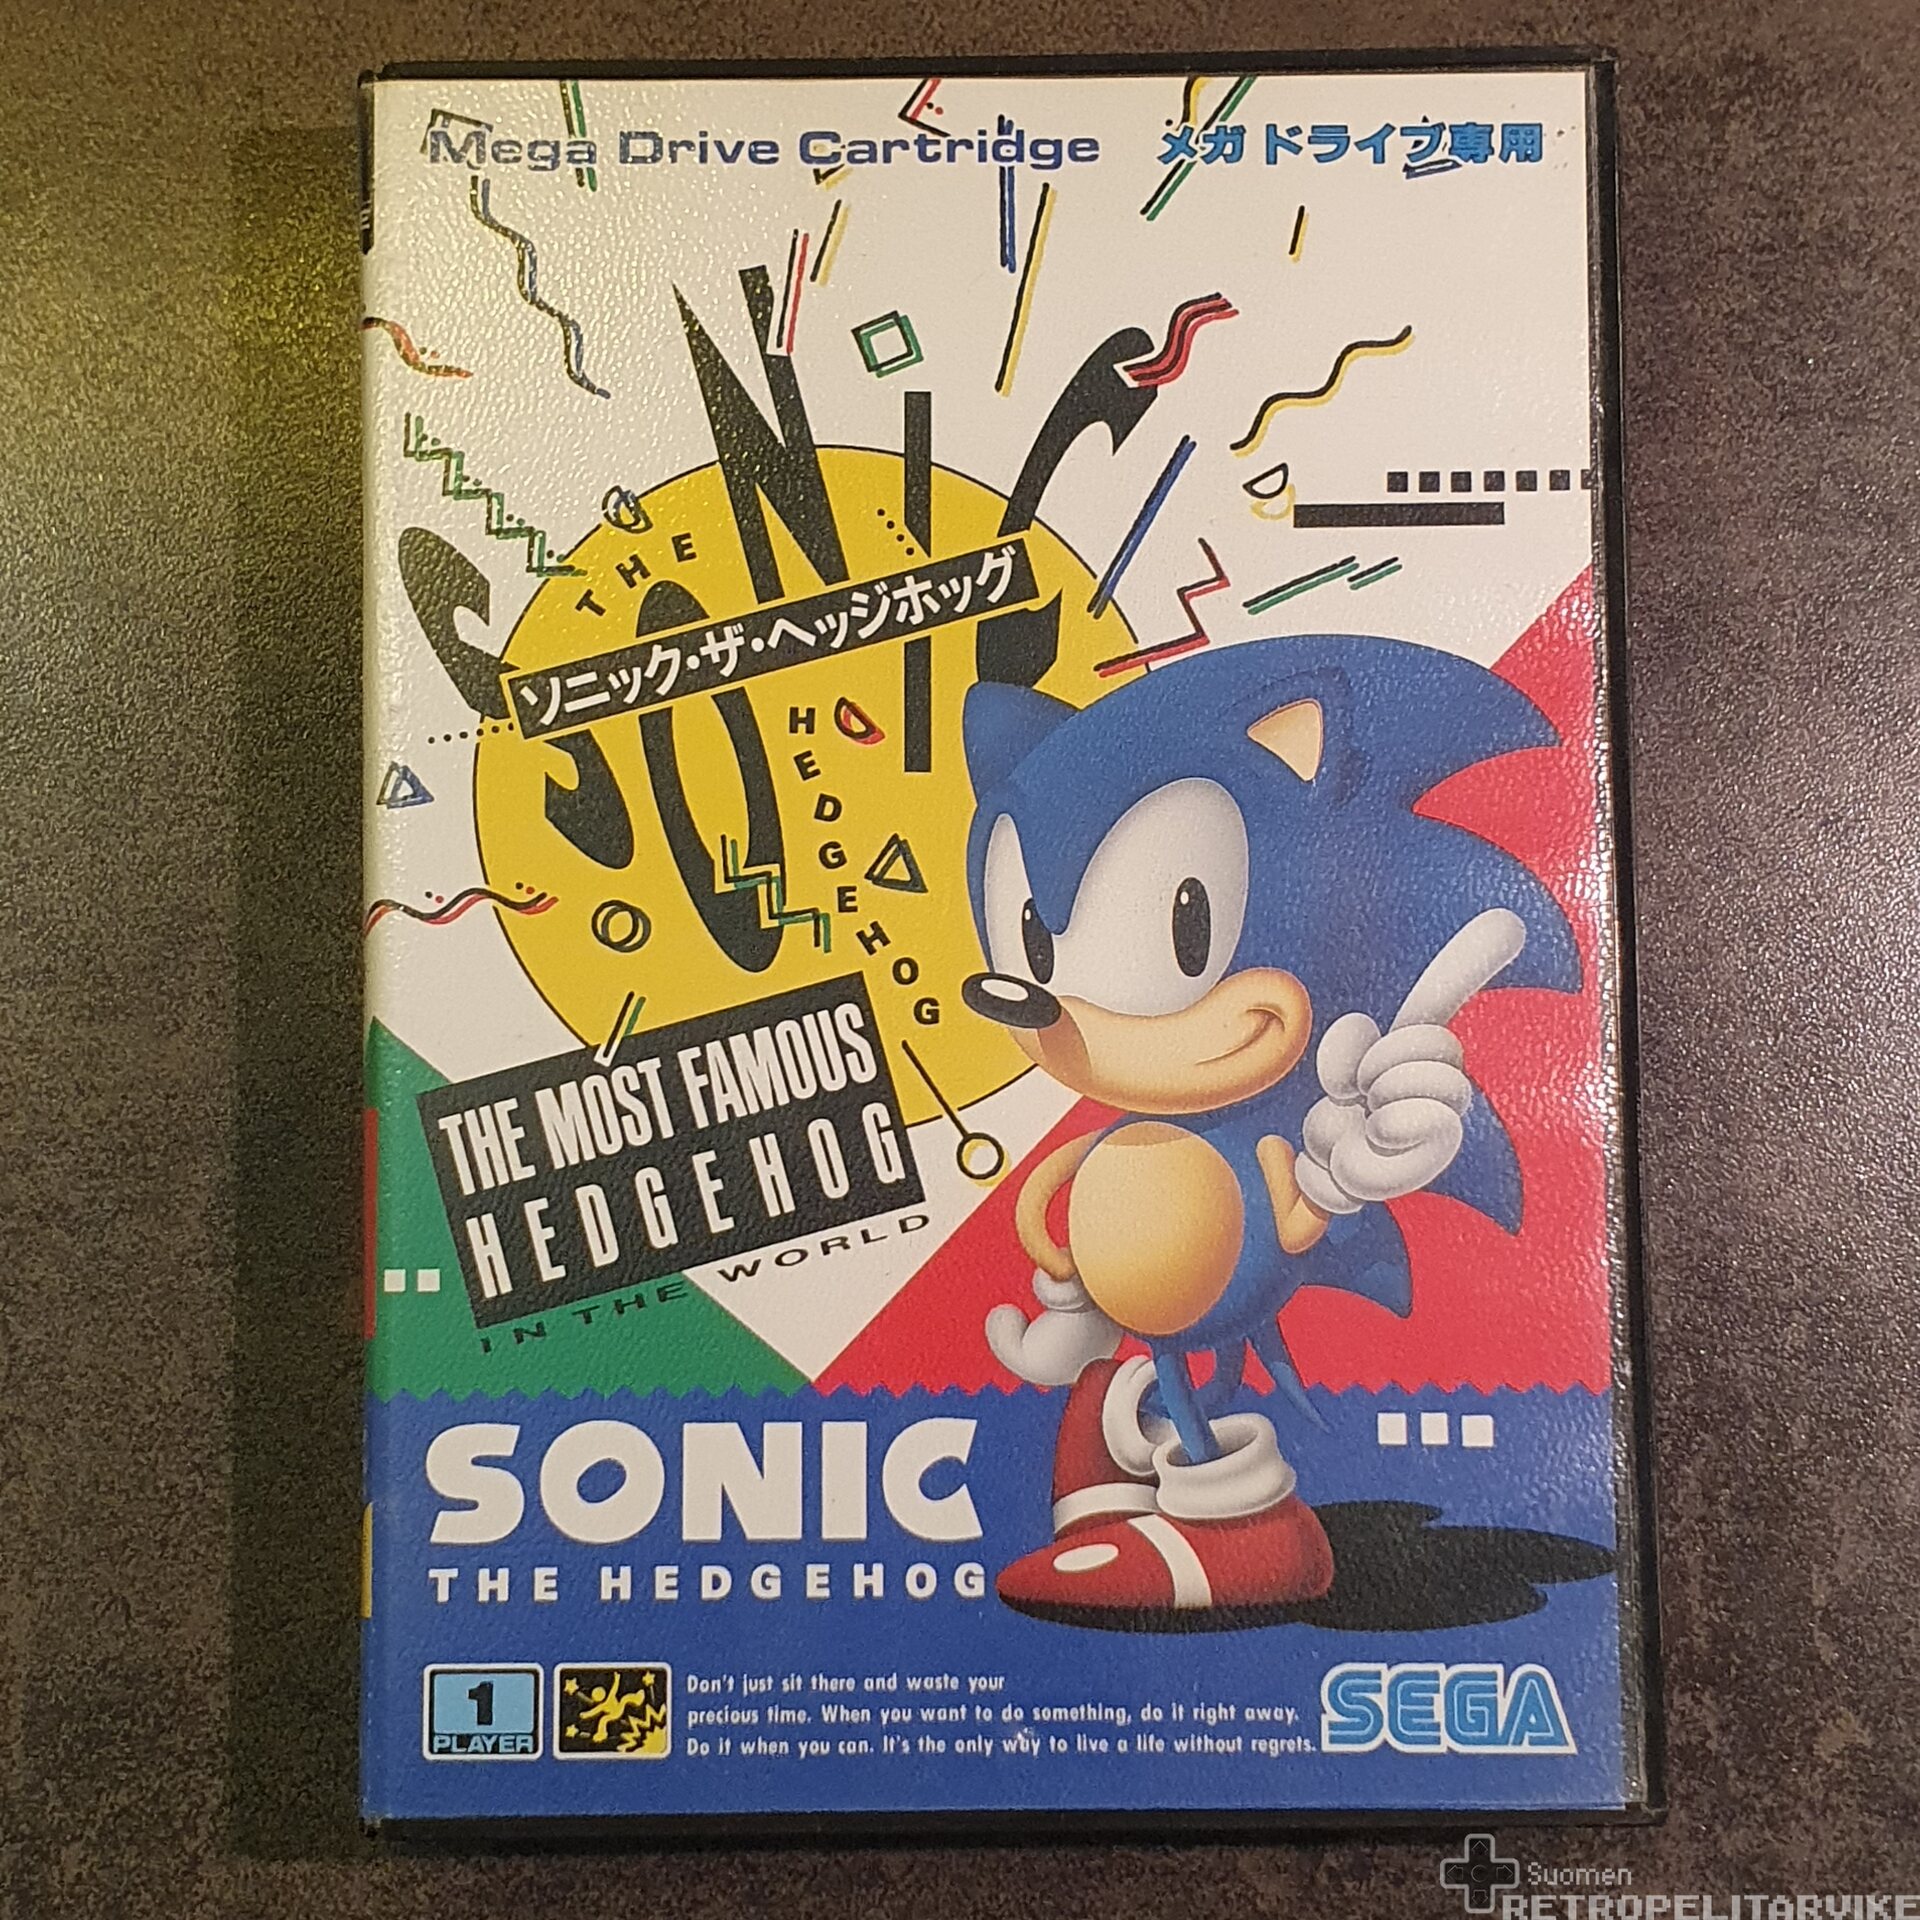 Mega Drive Cartridge メガドライブ専用
SONIC
THE
ソニック・ザ・ヘッジホッグ
HEDGEHOG
THE MOST FAMOUS
HEDGEHOG
IN THE WORLD
SONIC
THE HEDGEHOG
1
PLAYER
Don't just sit there and waste your
precious time. When you want to do something, do it right away.
Do it when you can. It's the only way to live a life without regrets.
SEGA
Suomen
RETROPELITARVIKE